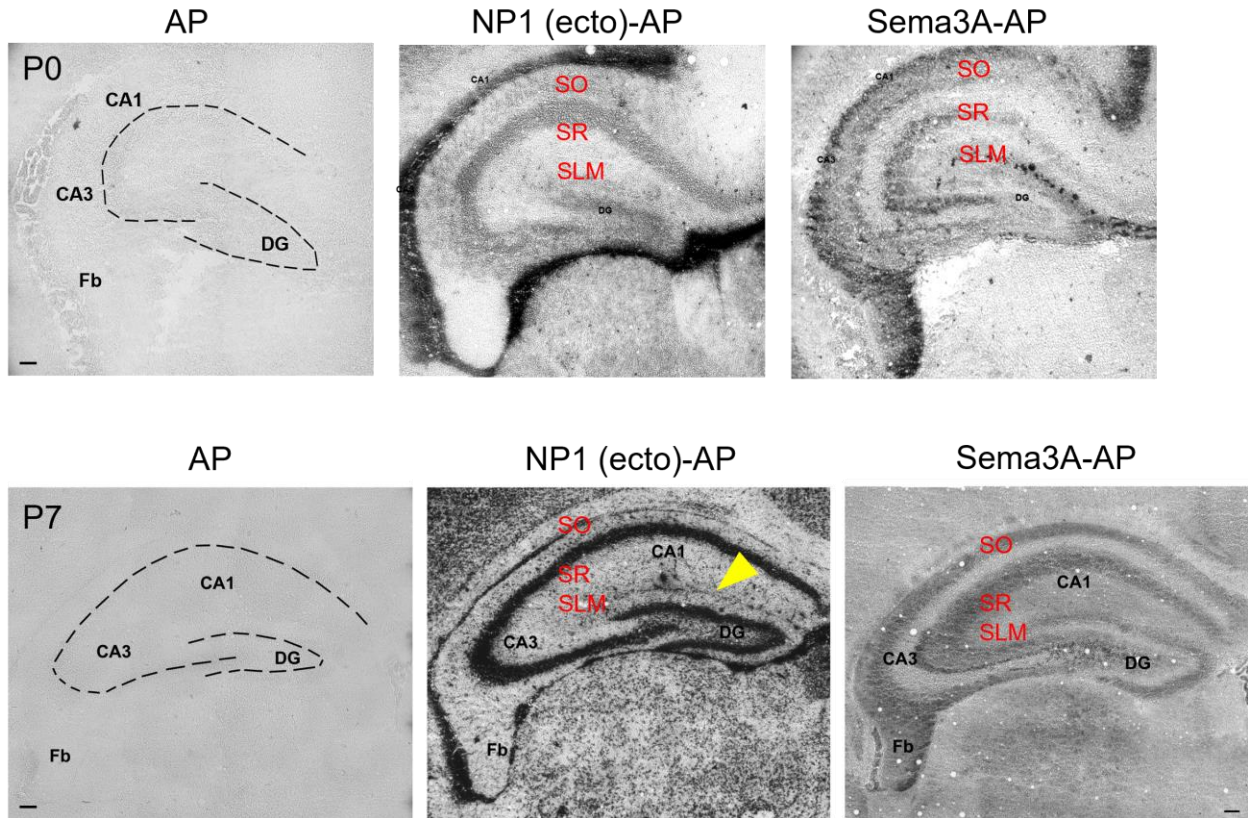 AP
NP1 (ecto)-AP
Sema3A-AP
P0
CA1
CA3
DG
Fb
CA1
SO
SR
CA3
SLM
DG
CA1
SO
SR
CA3
SLM
DG
AP
NP1 (ecto)-AP
Sema3A-AP
P7
CA1
CA3
DG
Fb
SO
CA1
SR
SLM
CA3
DG
Fb
SO
CA1
SR
SLM
CA3
DG
Fb